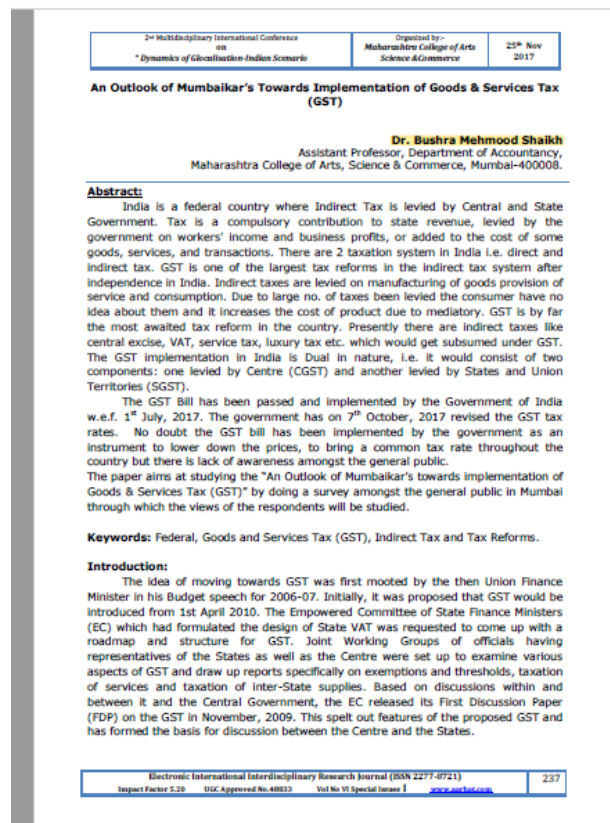 2nd Multidisciplinary International Conference
on
" Dynamics of Glocalisation-Indian Scenario
Organized by:-
Maharashtra College of Arts
Science &Commerce
25th Nov
2017
An Outlook of Mumbaikar's Towards Implementation of Goods & Services Tax
(GST)
Dr. Bushra Mehmood Shaikh
Assistant Professor, Department of Accountancy,
Maharashtra College of Arts, Science & Commerce, Mumbai-400008.
Abstract:
India is a federal country where Indirect Tax is levied by Central and State
Government. Tax is a compulsory contribution to state revenue, levied by the
government on workers' income and business profits, or added to the cost of some
goods, services, and transactions. There are 2 taxation system in India i.e. direct and
indirect tax. GST is one of the largest tax reforms in the indirect tax system after
independence in India. Indirect taxes are levied on manufacturing of goods provision of
service and consumption. Due to large no. of taxes been levied the consumer have no
idea about them and it increases the cost of product due to mediatory. GST is by far
the most awaited tax reform in the country. Presently there are indirect taxes like
central excise, VAT, service tax, luxury tax etc. which would get subsumed under GST.
The GST implementation in India is Dual in nature, i.e. it would consist of two
components: one levied by Centre (CGST) and another levied by States and Union
Territories (SGST).
The GST Bill has been passed and implemented by the Government of India
w.e.f. 1st July, 2017. The government has on 7th October, 2017 revised the GST tax
rates. No doubt the GST bill has been implemented by the government as an
instrument to lower down the prices, to bring a common tax rate throughout the
country but there is lack of awareness amongst the general public.
The paper aims at studying the "An Outlook of Mumbaikar's towards implementation of
Goods & Services Tax (GST)" by doing a survey amongst the general public in Mumbai
through which the views of the respondents will be studied.
Keywords: Federal, Goods and Services Tax (GST), Indirect Tax and Tax Reforms.
Introduction:
The idea of moving towards GST was first mooted by the then Union Finance
Minister in his Budget speech for 2006-07. Initially, it was proposed that GST would be
introduced from 1st April 2010. The Empowered Committee of State Finance Ministers
(EC) which had formulated the design of State VAT was requested to come up with a
roadmap and structure for GST. Joint Working Groups of officials having
representatives of the States as well as the Centre were set up to examine various
aspects of GST and draw up reports specifically on exemptions and thresholds, taxation
of services and taxation of inter-State supplies. Based on discussions within and
between it and the Central Government, the EC released its First Discussion Paper
(FDP) on the GST in November, 2009. This spelt out features of the proposed GST and
has formed the basis for discussion between the Centre and the States.
Electronic International Interdisciplinary Research Journal (ISSN 2277-8721)
Impact Factor 5.20 UGC Approved No.48833 Vol No VI Special Issues I www.aarhat.com
237